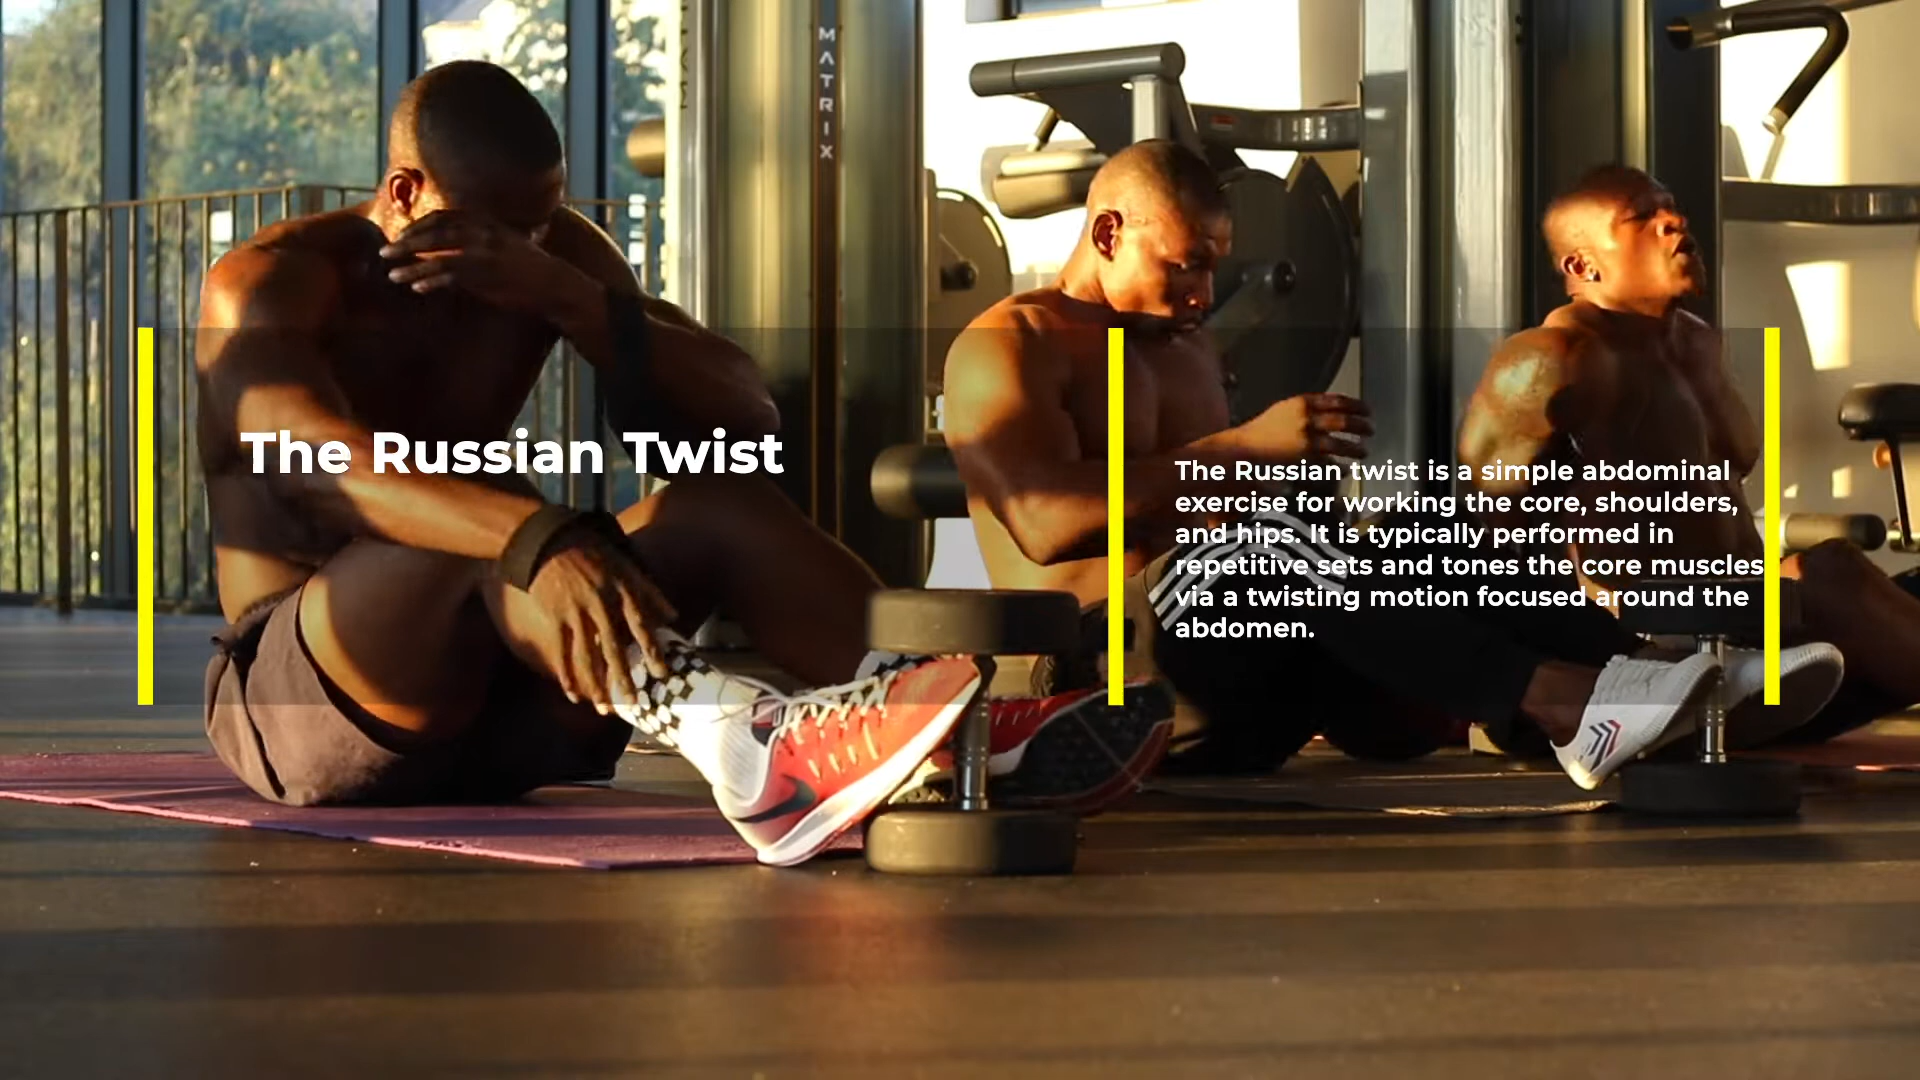 MATRIX
The Russian Twist
The Russian twist is a simple abdominal
exercise for working the core, shoulders,
and hips. It is typically performed in
repetitive sets and tones the core muscles
via a twisting motion focused around the
abdomen.